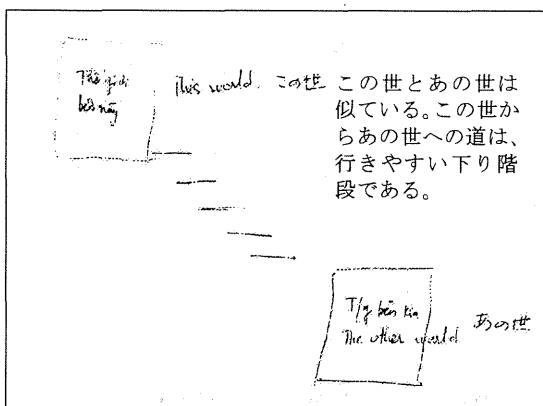 Thế giới
bên này
This world
この世
この世とあの世は
似ている。この世か
らあの世への道は、
行きやすい下り階
段である。
T/g bên kia
The other world
あの世